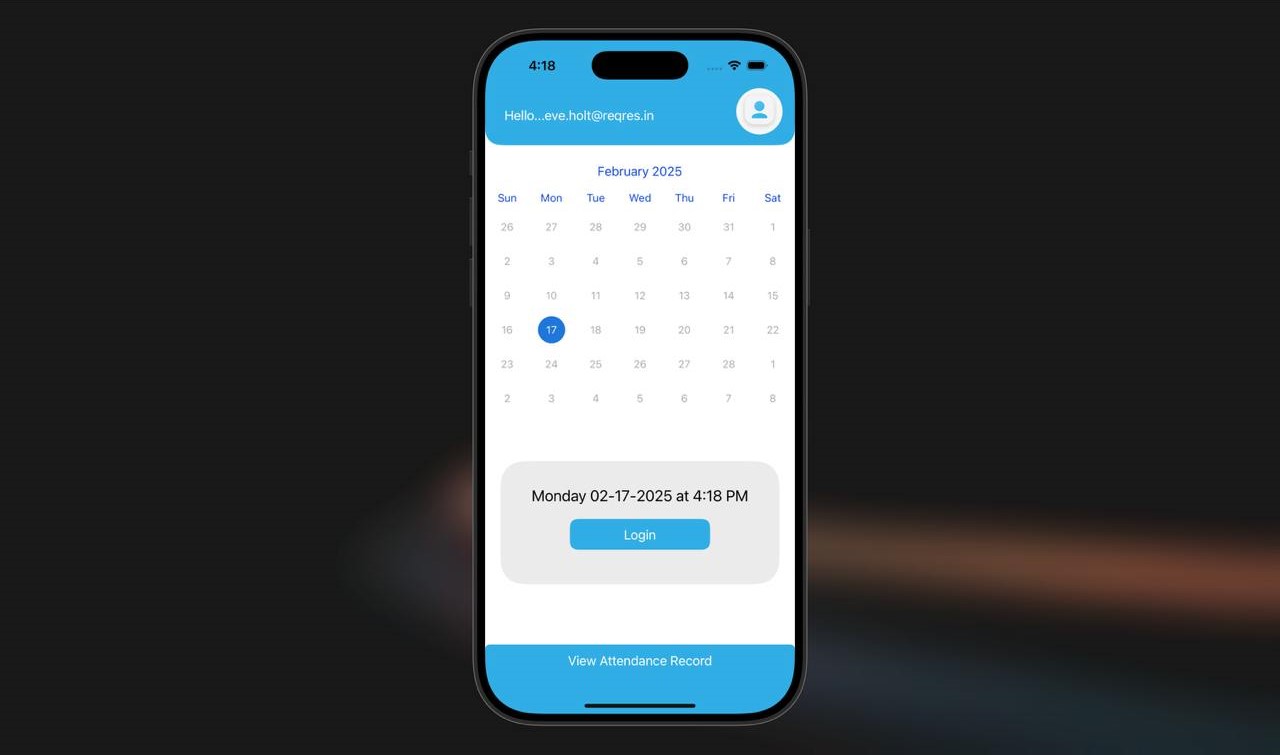 4:18
Hello...eve.holt@reqres.in
February 2025
Sun Mon Tue Wed Thu Fri Sat
26 27 28 29 30 31 1
2 3 4 5 6 7 8
9 10 11 12 13 14 15
16 17 18 19 20 21 22
23 24 25 26 27 28 1
2 3 4 5 6 7 8
Monday 02-17-2025 at 4:18 PM
Login
View Attendance Record